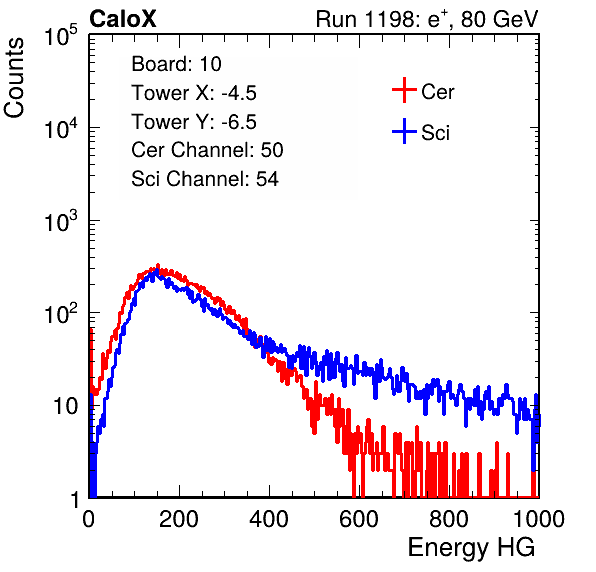 CaloX Run 1198: e⁺, 80 GeV
Counts
10⁵
10⁴
10³
10²
10
1
Board: 10
Tower X: -4.5
Tower Y: -6.5
Cer Channel: 50
Sci Channel: 54
Cer
Sci
0 200 400 600 800 1000
Energy HG